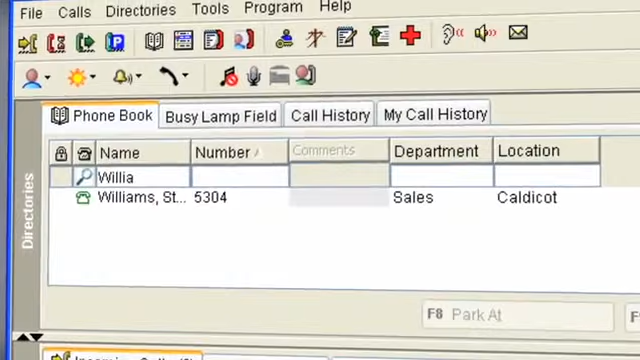 File Calls Directories Tools Program Help
Phone Book Busy Lamp Field Call History My Call History
Name Number Comments Department Location
Willia
Williams, St... 5304 Sales Caldicot
Directories
F8 Park At